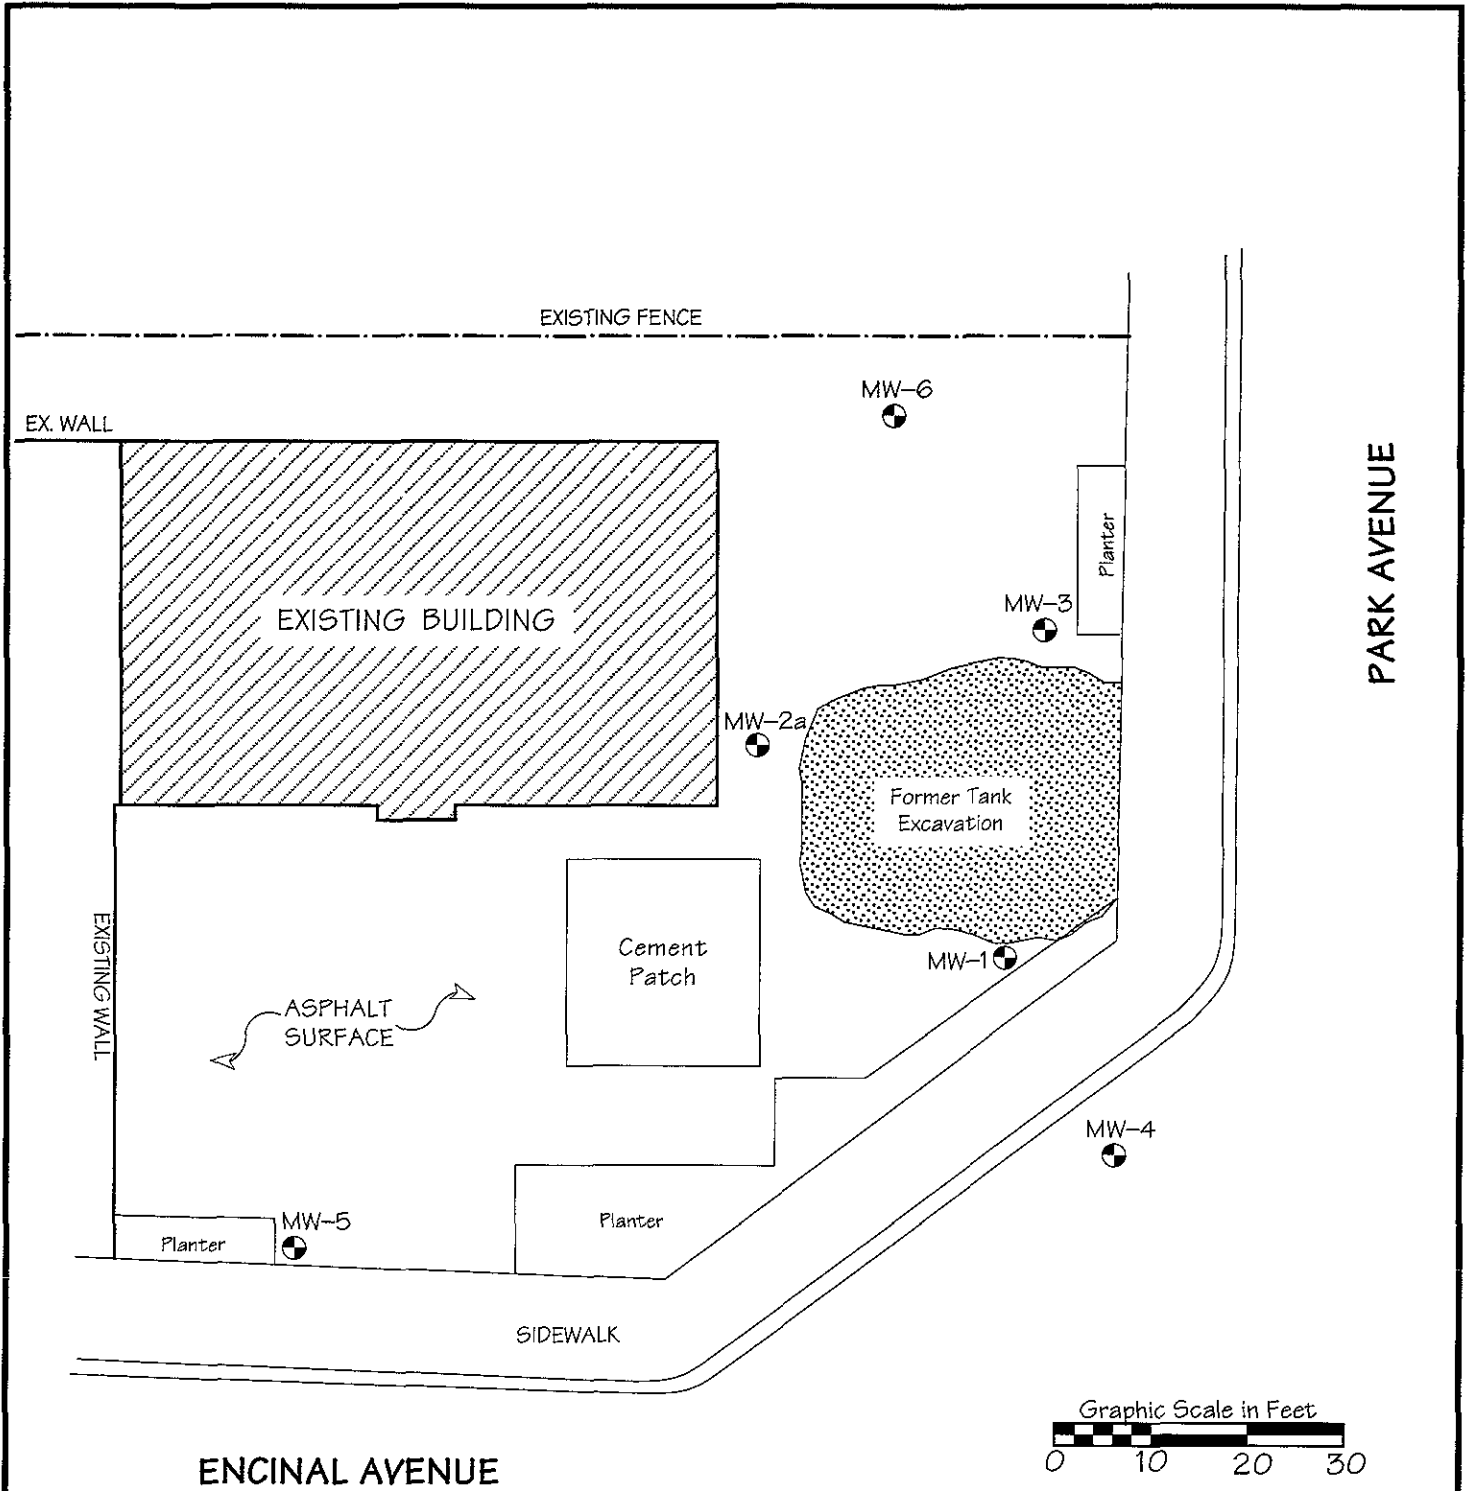 EXISTING FENCE
MW-6
EX. WALL
PARK AVENUE
Planter
EXISTING BUILDING
MW-3
MW-2a
Former Tank
Excavation
EXISTING WALL
Cement
Patch
MW-1
ASPHALT
SURFACE
MW-4
MW-5
Planter
Planter
SIDEWALK
Graphic Scale in Feet
0 10 20 30
ENCINAL AVENUE